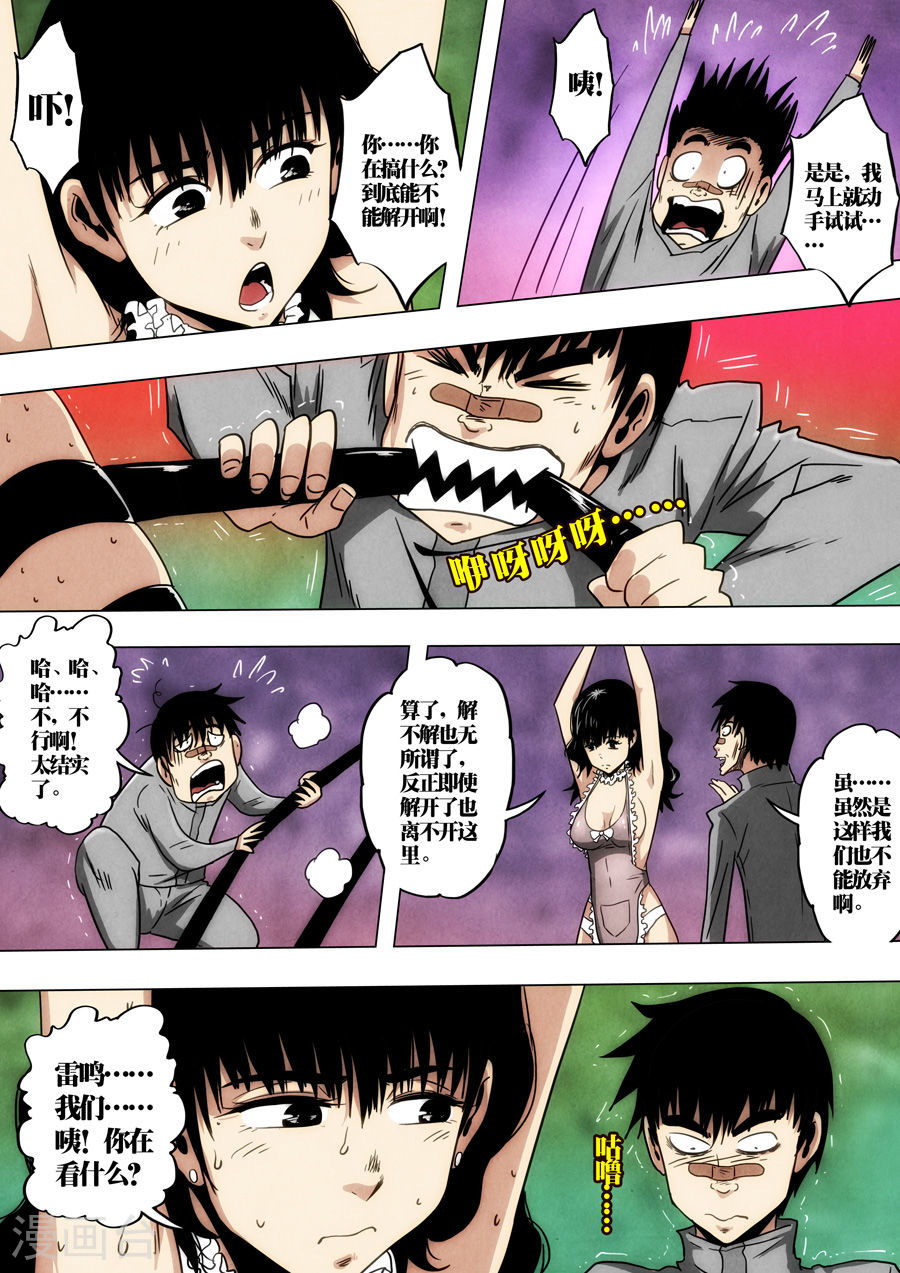 吓！
你……你
在搞什么？
到底能不
能解开啊！
咦！
是是，我
马上就动
手试试……
……
咿呀呀呀……
哈、哈、
哈……
不，不
行啊！
太结实
了。
算了，解
不解也无
所谓了，
反正即使
解开了也
离不开这
里。
虽……
虽然是
这样我
们也不
能放弃
啊。
雷鸣……
我们……
咦！你在
看什么？
咕噜……
漫画台